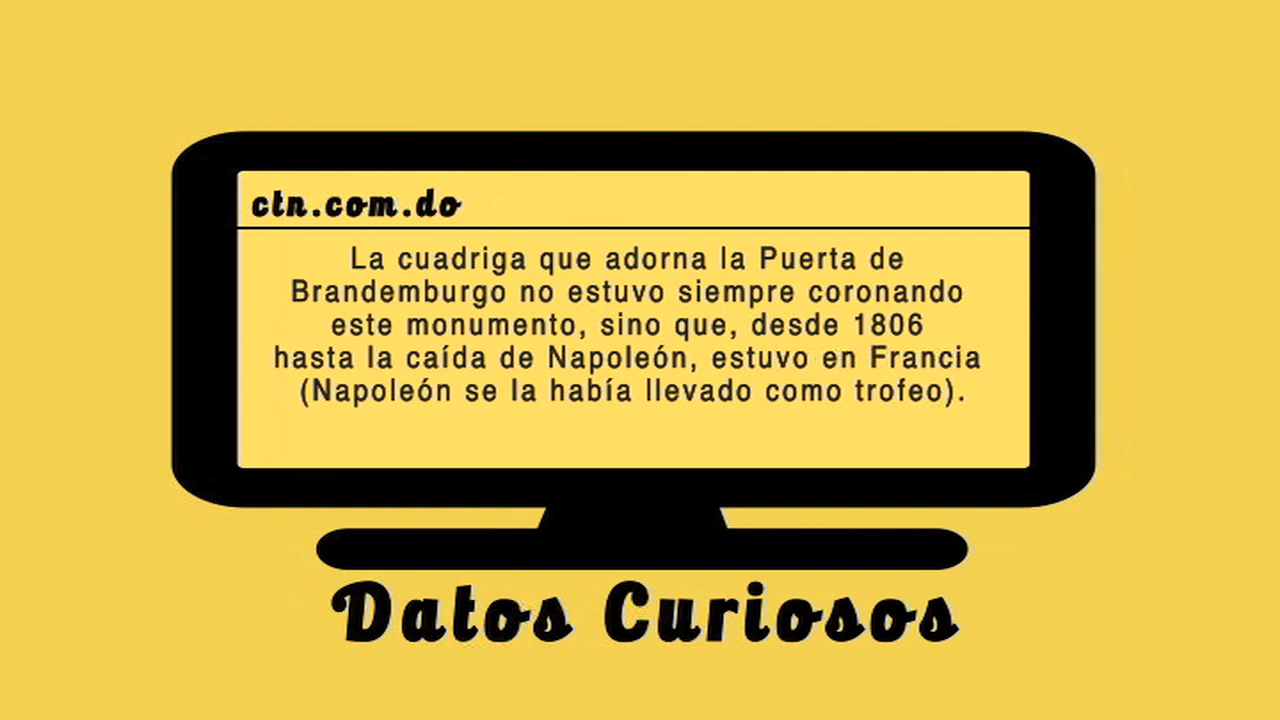 ctn.com.do
La cuadriga que adorna la Puerta de
Brandemburgo no estuvo siempre coronando
este monumento, sino que, desde 1806
hasta la caída de Napoleón, estuvo en Francia
(Napoleón se la había llevado como trofeo).
Datos Curiosos